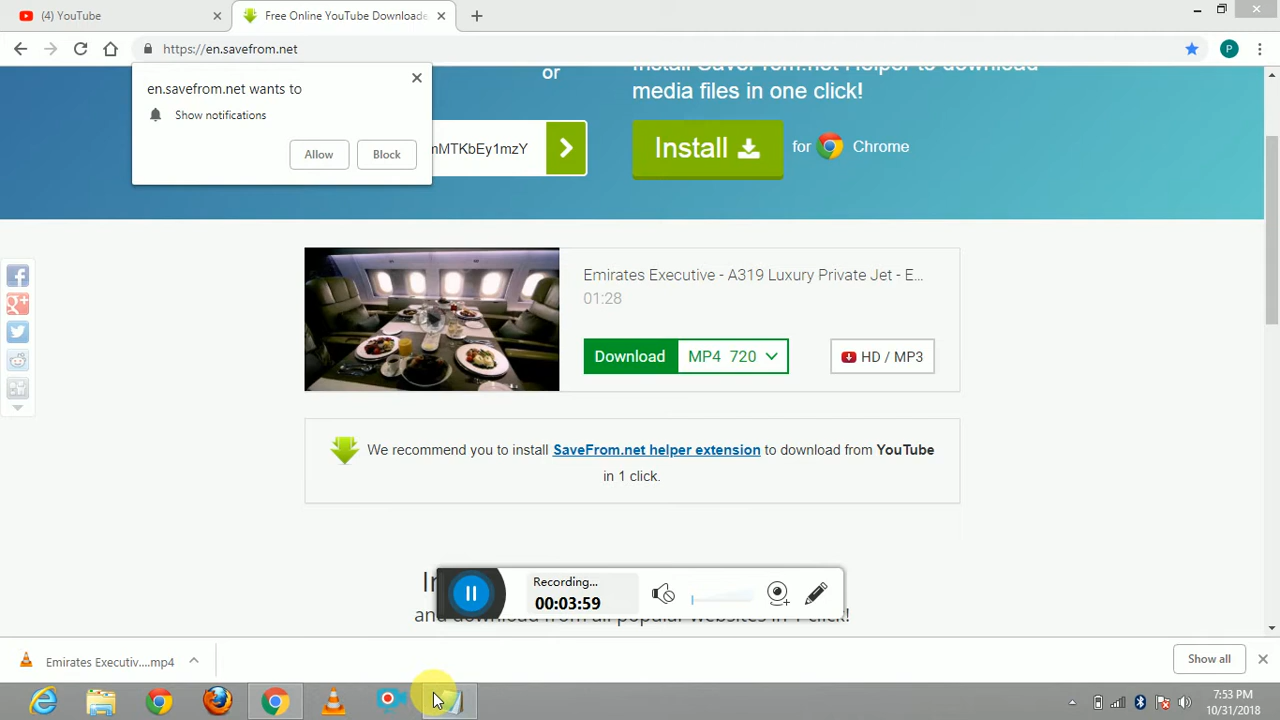 (4) YouTube
Free Online YouTube Downloade
https://en.savefrom.net
P
en.savefrom.net wants to
Show notifications
Allow
Block
or
media files in one click!
mMTKbEy1mzY
Install
for
Chrome
Emirates Executive - A319 Luxury Private Jet - E...
01:28
Download
MP4 720
HD / MP3
We recommend you to install SaveFrom.net helper extension to download from YouTube
in 1 click.
Recording...
00:03:59
Emirates Executiv....mp4
Show all
7:53 PM
10/31/2018